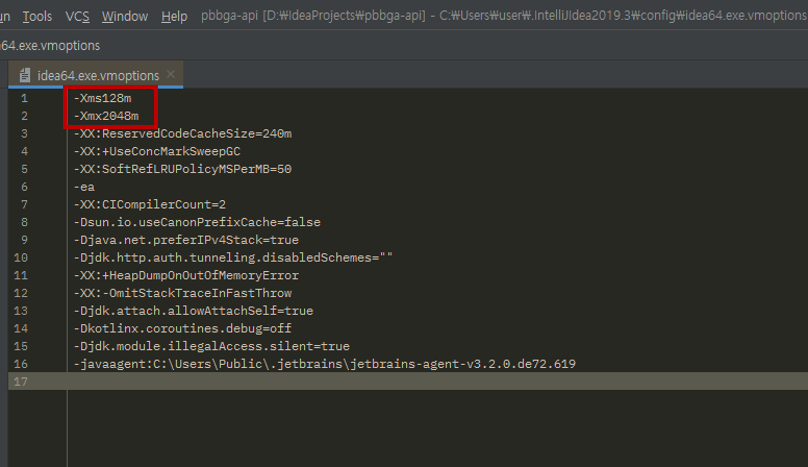 un Tools VCS Window Help pbbga-api [D:₩IdeaProjects₩pbbga-api] - C:₩Users₩user₩.IntelliJIdea2019.3₩config₩idea64.exe.vmoptions
a64.exe.vmoptions
idea64.exe.vmoptions
1 -Xms128m
2 -Xmx2048m
3 -XX:ReservedCodeCacheSize=240m
4 -XX:+UseConcMarkSweepGC
5 -XX:SoftRefLRUPolicyMSPerMB=50
6 -ea
7 -XX:CICompilerCount=2
8 -Dsun.io.useCanonPrefixCache=false
9 -Djava.net.preferIPv4Stack=true
10 -Djdk.http.auth.tunneling.disabledSchemes=""
11 -XX:+HeapDumpOnOutOfMemoryError
12 -XX:-OmitStackTraceInFastThrow
13 -Djdk.attach.allowAttachSelf=true
14 -Dkotlinx.coroutines.debug=off
15 -Djdk.module.illegalAccess.silent=true
16 -javaagent:C:\Users\Public\.jetbrains\jetbrains-agent-v3.2.0.de72.619
17